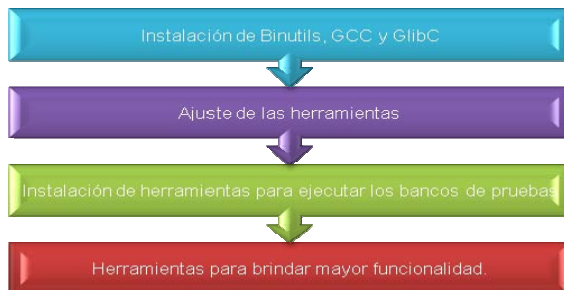 Instalación de Binutils, GCC y GlibC
Ajuste de las herramientas
Instalación de herramientas para ejecutar los bancos de pruebas
Herramientas para brindar mayor funcionalidad.